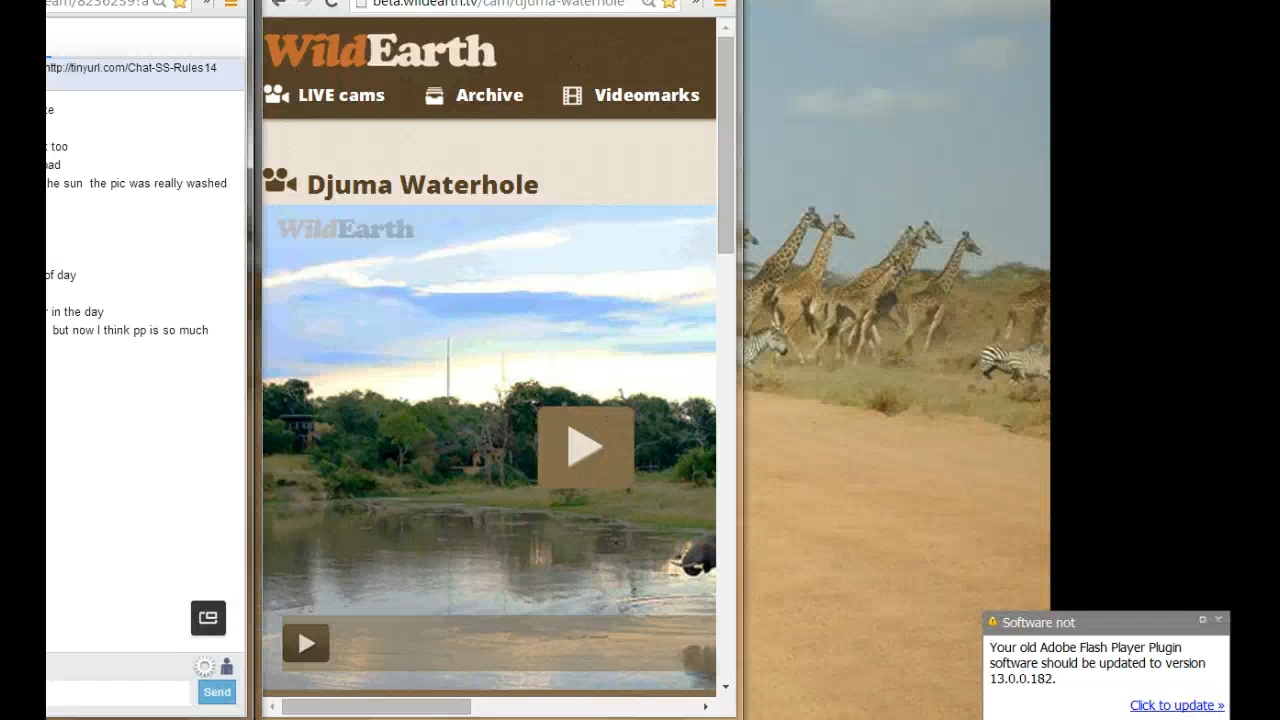 beta.wildearth.tv/cam/djuma-waterhole
http://tinyurl.com/Chat-SS-Rules14
too
he sun the pic was really washed
of day
in the day
but now I think pp is so much
Send
WildEarth
LIVE cams Archive Videomarks
Djuma Waterhole
WildEarth
Software not
Your old Adobe Flash Player Plugin
software should be updated to version
13.0.0.182.
Click to update »